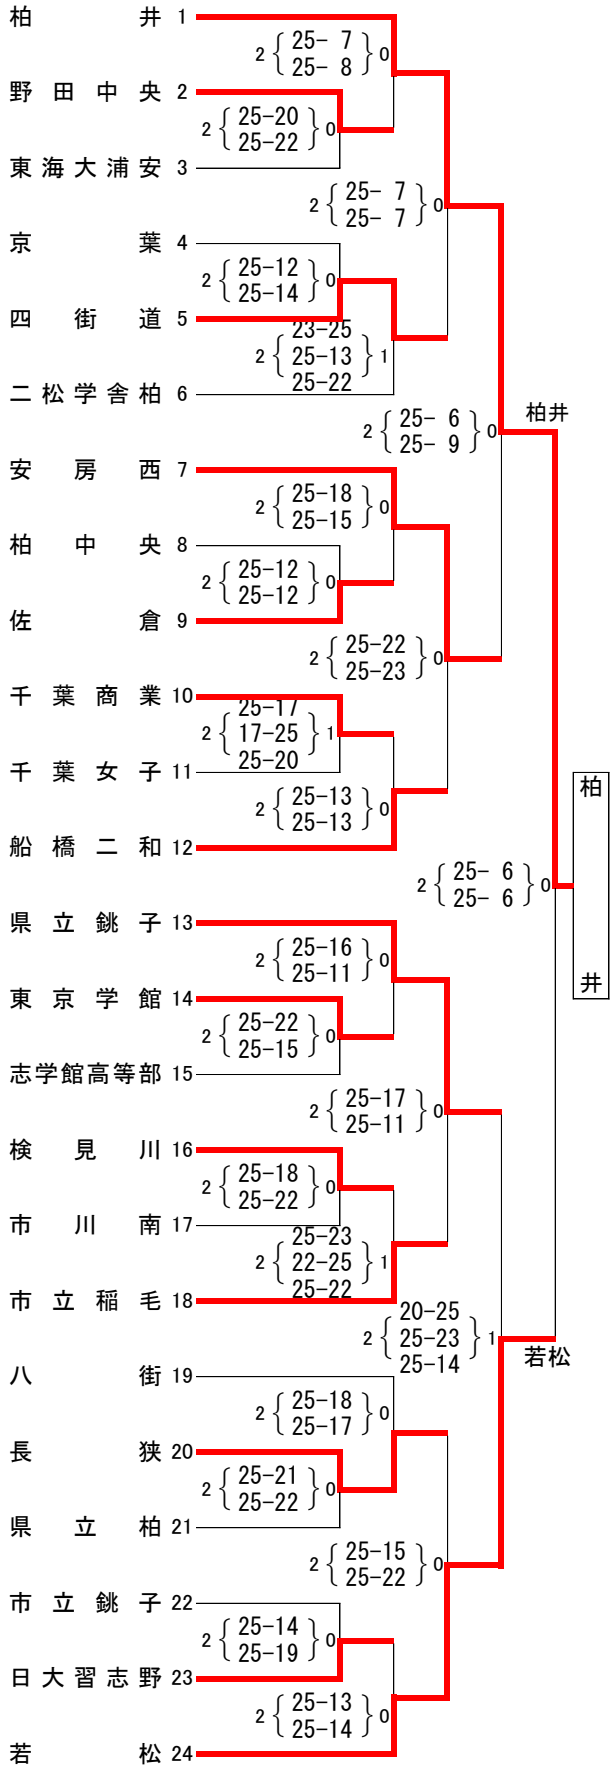 柏井 1
2 25- 7 0
25- 8
野田中央 2
2 25-20 0
25-22
東海大浦安 3
2 25- 7 0
25- 7
京葉 4
2 25-12 0
25-14
四街道 5
23-25
2 25-13 1
25-22
二松学舎柏 6
柏井
2 25- 6 0
25- 9
安房西 7
2 25-18 0
25-15
柏中央 8
2 25-12 0
25-12
佐倉 9
2 25-22 0
25-23
千葉商業 10
25-17
2 17-25 1
25-20
千葉女子 11
2 25-13 0
25-13
船橋二和 12
柏井
2 25- 6 0
25- 6
県立銚子 13
2 25-16 0
25-11
東京学館 14
2 25-22 0
25-15
志学館高等部 15
2 25-17 0
25-11
検見川 16
2 25-18 0
25-22
市川南 17
25-23
2 22-25 1
25-22
市立稲毛 18
20-25
2 25-23 1
25-14
若松
八街 19
2 25-18 0
25-17
長狭 20
2 25-21 0
25-22
県立柏 21
2 25-15 0
25-22
市立銚子 22
2 25-14 0
25-19
日大習志野 23
2 25-13 0
25-14
若松 24